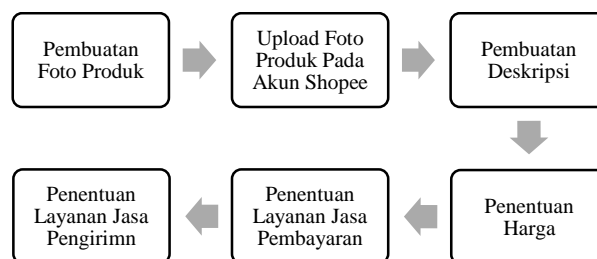 Pembuatan
Foto Produk
Upload Foto
Produk Pada
Akun Shopee
Pembuatan
Deskripsi
Penentuan
Harga
Penentuan
Layanan Jasa
Pembayaran
Penentuan
Layanan Jasa
Pengirimn